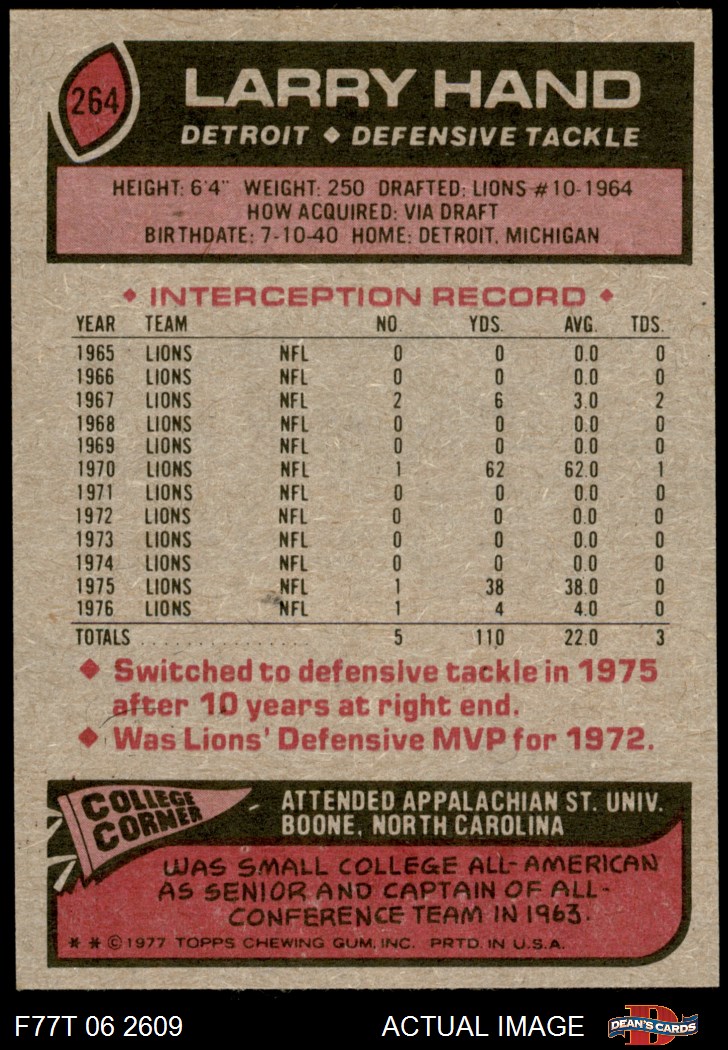 264
LARRY HAND
DETROIT ◆ DEFENSIVE TACKLE
HEIGHT: 6'4" WEIGHT: 250 DRAFTED: LIONS #10-1964
HOW ACQUIRED: VIA DRAFT
BIRTHDATE: 7-10-40 HOME: DETROIT, MICHIGAN
◆ INTERCEPTION RECORD ◆
YEAR TEAM NO. YDS. AVG. TDS.
1965 LIONS NFL 0 0 0.0 0
1966 LIONS NFL 0 0 0.0 0
1967 LIONS NFL 2 6 3.0 2
1968 LIONS NFL 0 0 0.0 0
1969 LIONS NFL 0 0 0.0 0
1970 LIONS NFL 1 62 62.0 1
1971 LIONS NFL 0 0 0.0 0
1972 LIONS NFL 0 0 0.0 0
1973 LIONS NFL 0 0 0.0 0
1974 LIONS NFL 0 0 0.0 0
1975 LIONS NFL 1 38 38.0 0
1976 LIONS NFL 1 4 4.0 0
TOTALS . . . . . . . . . . . . . . . . 5 110 22.0 3
◆ Switched to defensive tackle in 1975
after 10 years at right end.
◆ Was Lions' Defensive MVP for 1972.
COLLEGE
CORNER
ATTENDED APPALACHIAN ST. UNIV.
BOONE, NORTH CAROLINA
WAS SMALL COLLEGE ALL-AMERICAN
AS SENIOR AND CAPTAIN OF ALL-
CONFERENCE TEAM IN 1963.
* * © 1977 TOPPS CHEWING GUM, INC. PRTD. IN U.S.A.
F77T 06 2609 ACTUAL IMAGE
D
DEAN'S CARDS